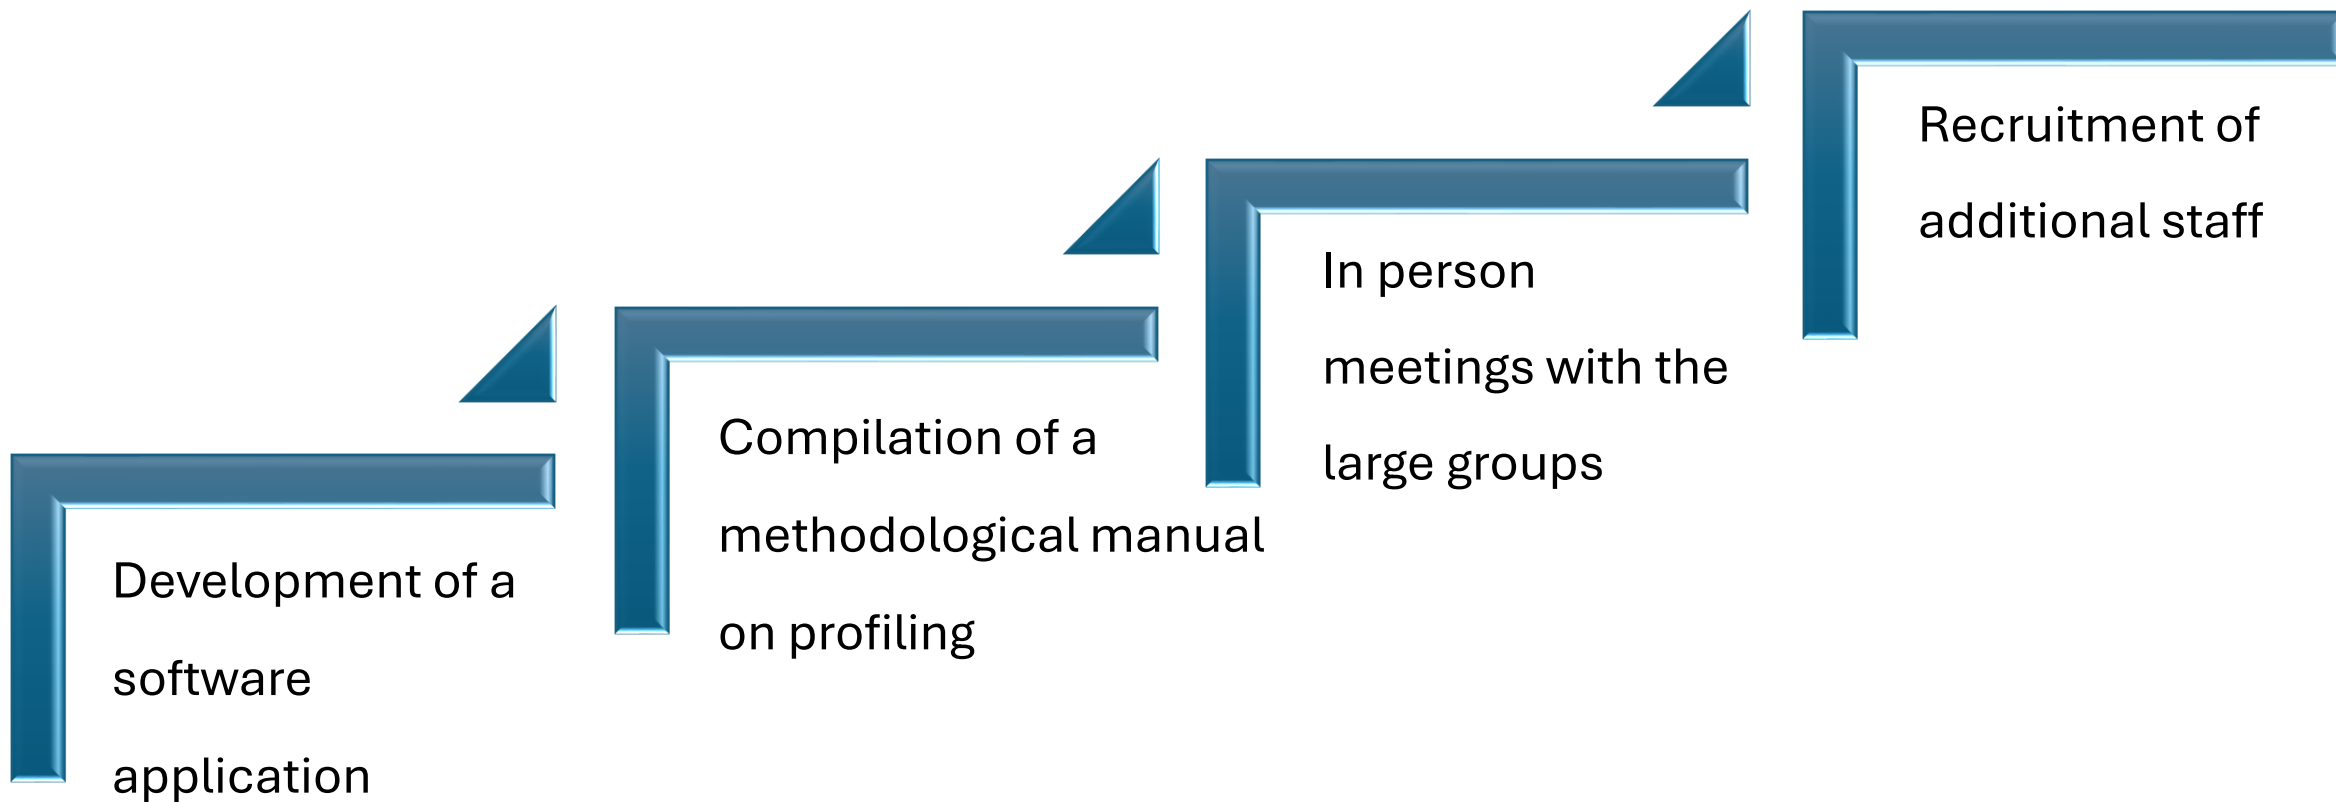 Development of a
software
application
Compilation of a
methodological manual
on profiling
In person
meetings with the
large groups
Recruitment of
additional staff